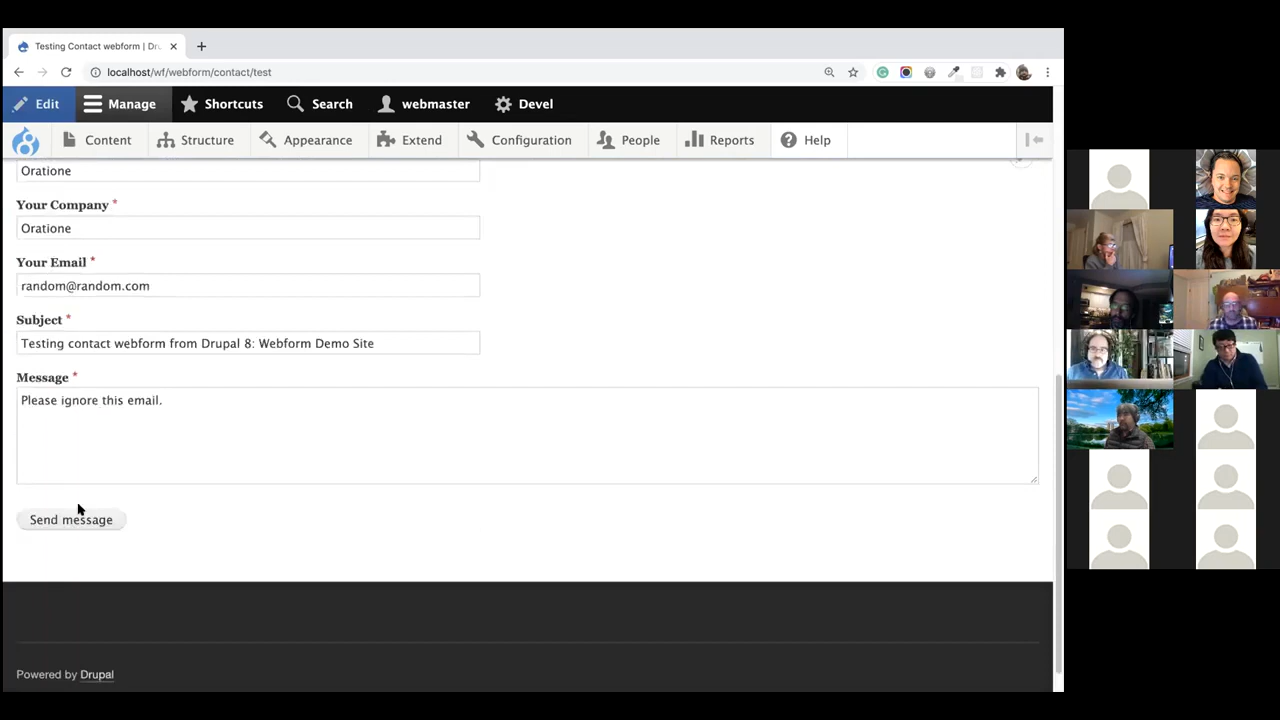 Testing Contact webform | Dru
localhost/wf/webform/contact/test
Edit Manage Shortcuts Search webmaster Devel
Content Structure Appearance Extend Configuration People Reports Help
Oratione
Your Company *
Oratione
Your Email *
random@random.com
Subject *
Testing contact webform from Drupal 8: Webform Demo Site
Message *
Please ignore this email.
Send message
Powered by Drupal